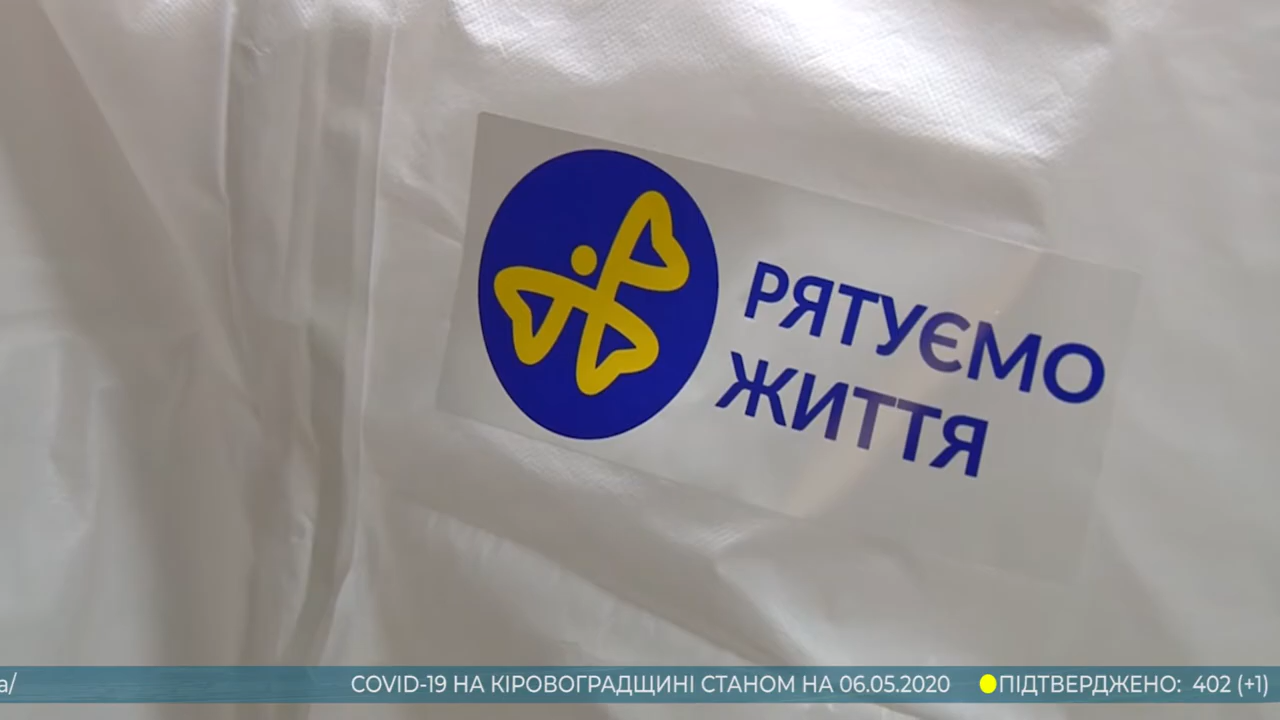 РЯТУЄМО
ЖИТТЯ
a/ COVID-19 НА КІРОВОГРАДЩИНІ СТАНОМ НА 06.05.2020 ПІДТВЕРДЖЕНО: 402 (+1)